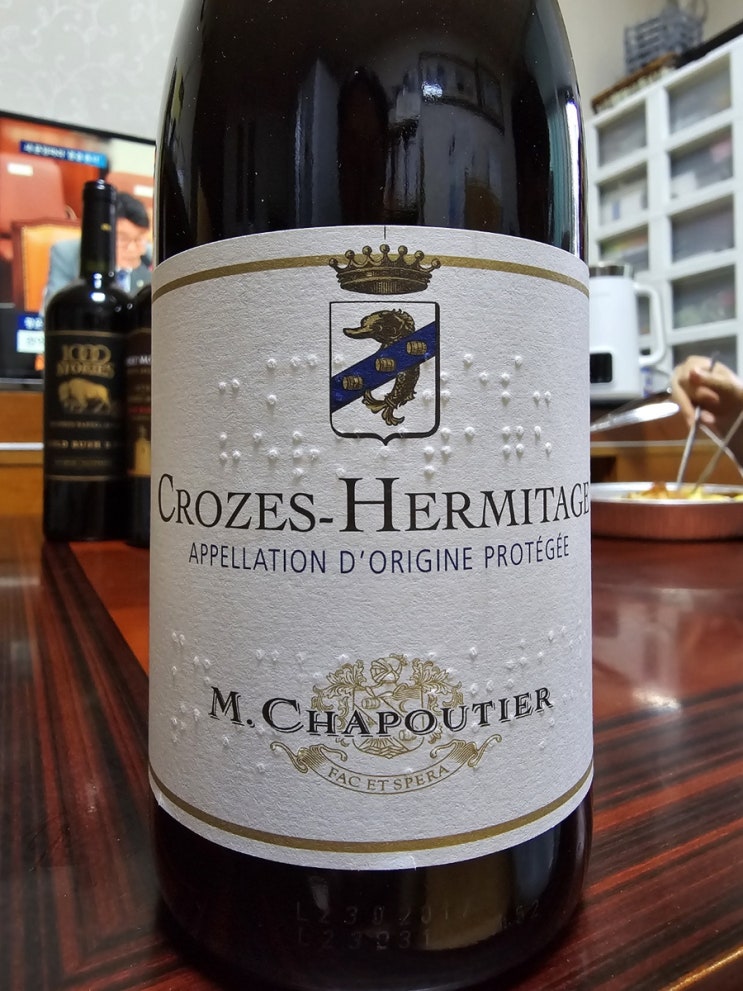 CROZES-HERMITAGE
APPELLATION D'ORIGINE PROTÉGÉE
M. CHAPOUTIER
FAC ET SPERA
1000
STORIES